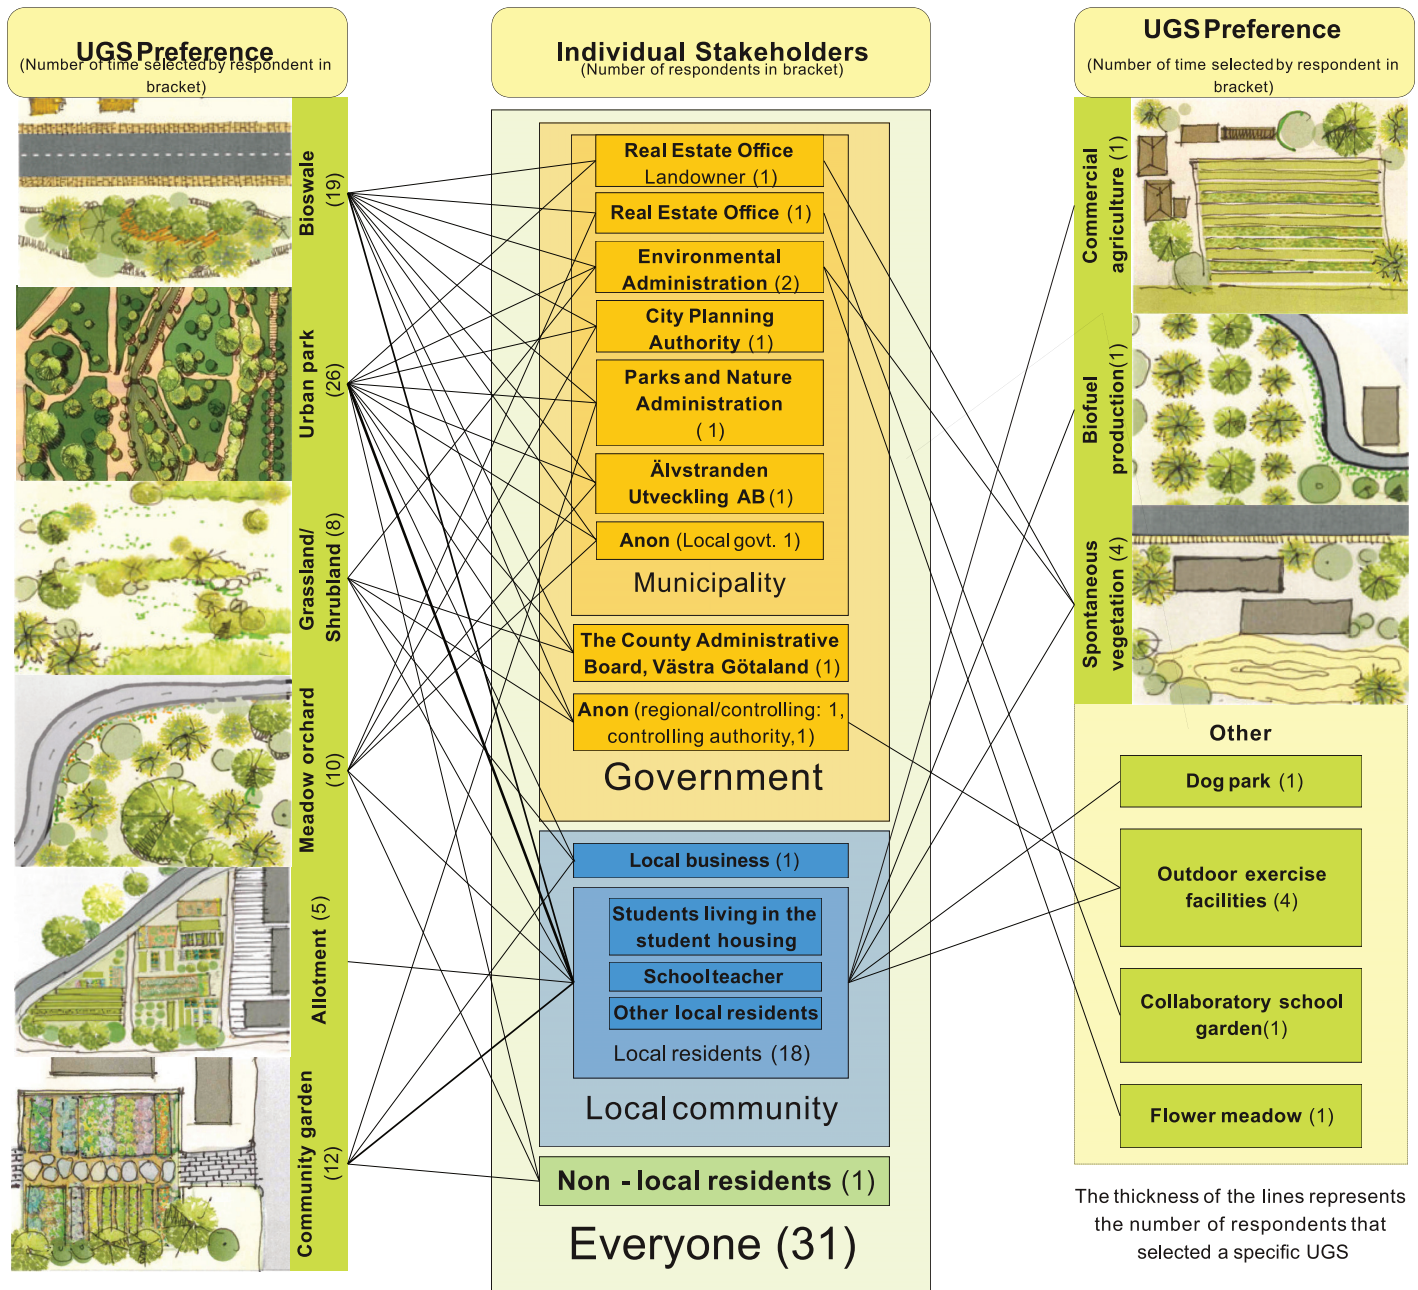 UGS Preference
(Number of time selected by respondent in
bracket)
Bioswale
(19)
Urban park
(26)
Grassland/
Shrubland (8)
Meadow orchard
(10)
Allotment (5)
Community garden
(12)
Individual Stakeholders
(Number of respondents in bracket)
Real Estate Office
Landowner (1)
Real Estate Office (1)
Environmental
Administration (2)
City Planning
Authority (1)
Parks and Nature
Administration
( 1)
Älvstranden
Utveckling AB (1)
Anon (Local govt. 1)
Municipality
The County Administrative
Board, Västra Götaland (1)
Anon (regional/controlling: 1,
controlling authority,1)
Government
Local business (1)
Students living in the
student housing
School teacher
Other local residents
Local residents (18)
Local community
Non - local residents (1)
Everyone (31)
UGS Preference
(Number of time selected by respondent in
bracket)
Commercial
agriculture (1)
Biofuel
production(1)
Spontaneous
vegetation (4)
Other
Dog park (1)
Outdoor exercise
facilities (4)
Collaboratory school
garden(1)
Flower meadow (1)
The thickness of the lines represents
the number of respondents that
selected a specific UGS